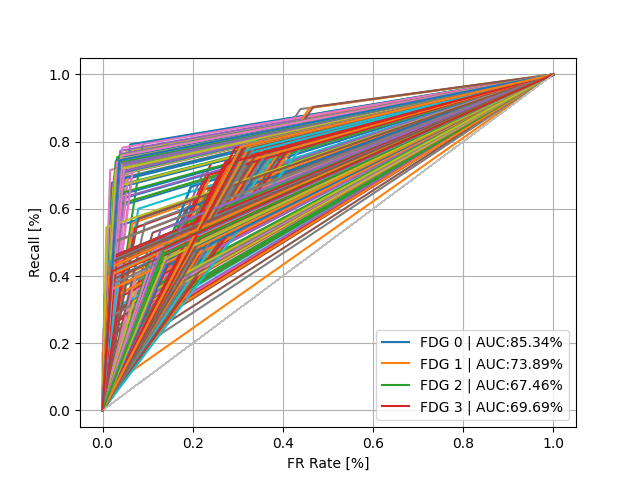 1.0
0.8
0.6
0.4
0.2
0.0
Recall [%]
0.0 0.2 0.4 0.6 0.8 1.0
FR Rate [%]
FDG 0 | AUC:85.34%
FDG 1 | AUC:73.89%
FDG 2 | AUC:67.46%
FDG 3 | AUC:69.69%